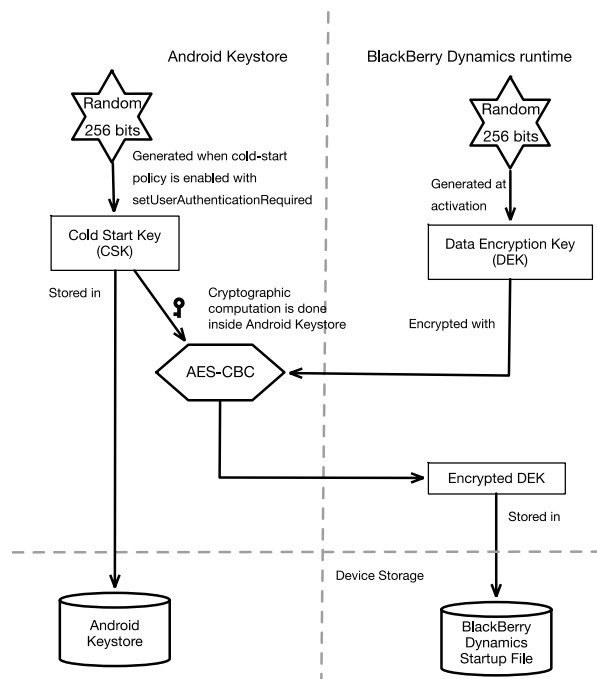 Android Keystore
BlackBerry Dynamics runtime
Random
256 bits
Random
256 bits
Generated when cold-start
policy is enabled with
setUserAuthenticationRequired
Generated at
activation
Cold Start Key
(CSK)
Data Encryption Key
(DEK)
Stored in
Cryptographic
computation is done
inside Android Keystore
Encrypted with
AES-CBC
Encrypted DEK
Stored in
Device Storage
Android
Keystore
BlackBerry
Dynamics
Startup File